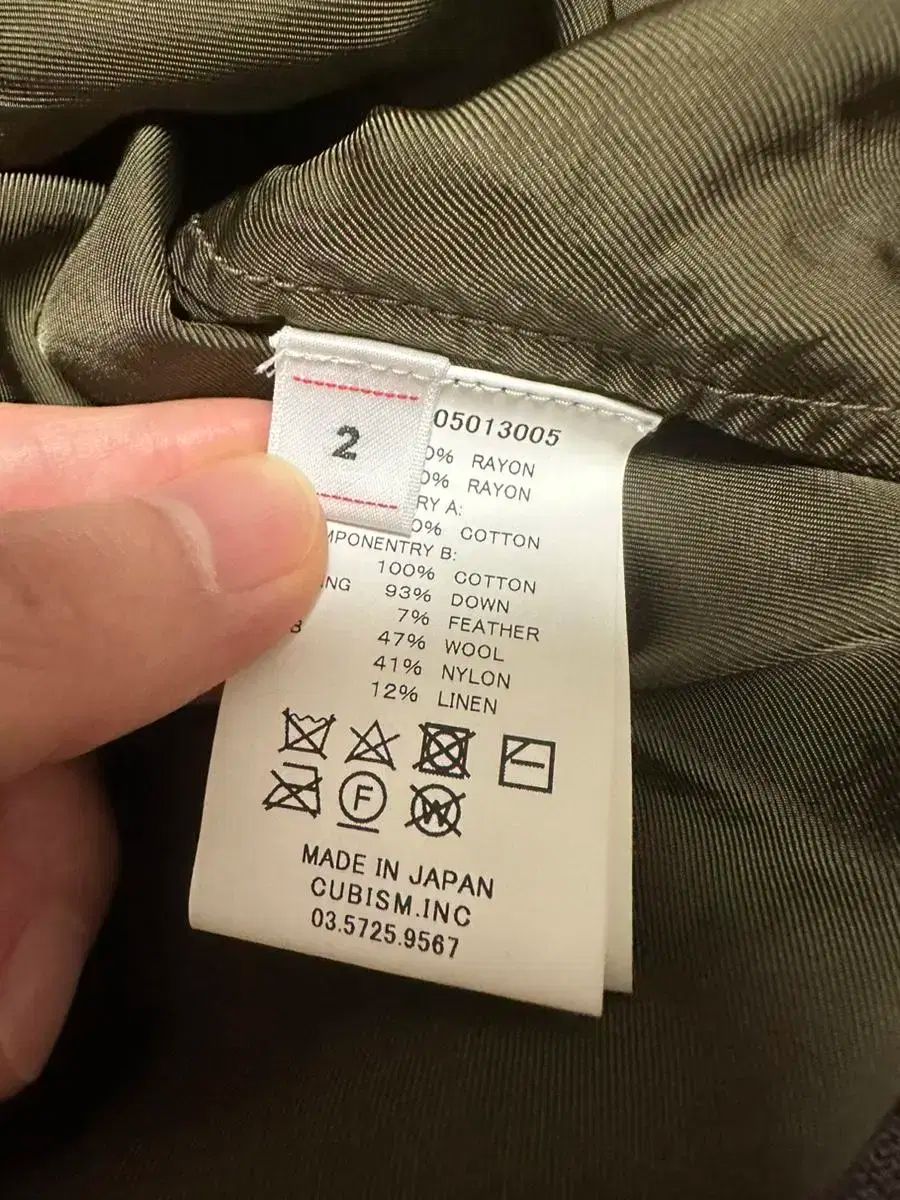 2
05013005
0% RAYON
0% RAYON
RY A:
0% COTTON
MPONENTRY B:
100% COTTON
NG 93% DOWN
7% FEATHER
B 47% WOOL
41% NYLON
12% LINEN
F W
MADE IN JAPAN
CUBISM.INC
03.5725.9567